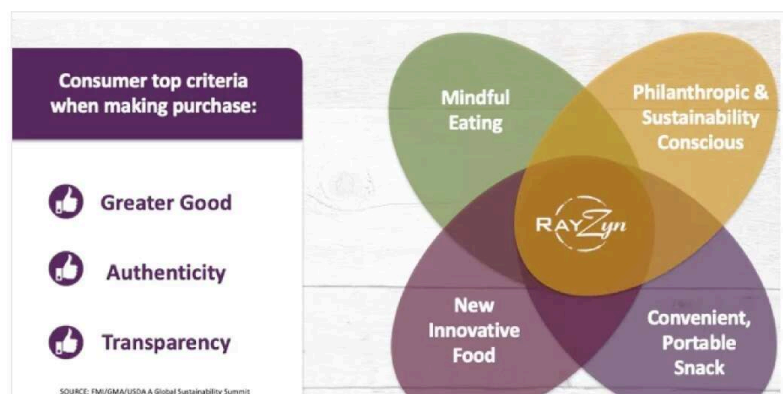 Consumer top criteria
when making purchase:
Greater Good
Authenticity
Transparency
SOURCE: FMI/GMA/USDA A Global Sustainability Summit
Mindful
Eating
Philanthropic &
Sustainability
Conscious
RAYZyn
New
Innovative
Food
Convenient,
Portable
Snack